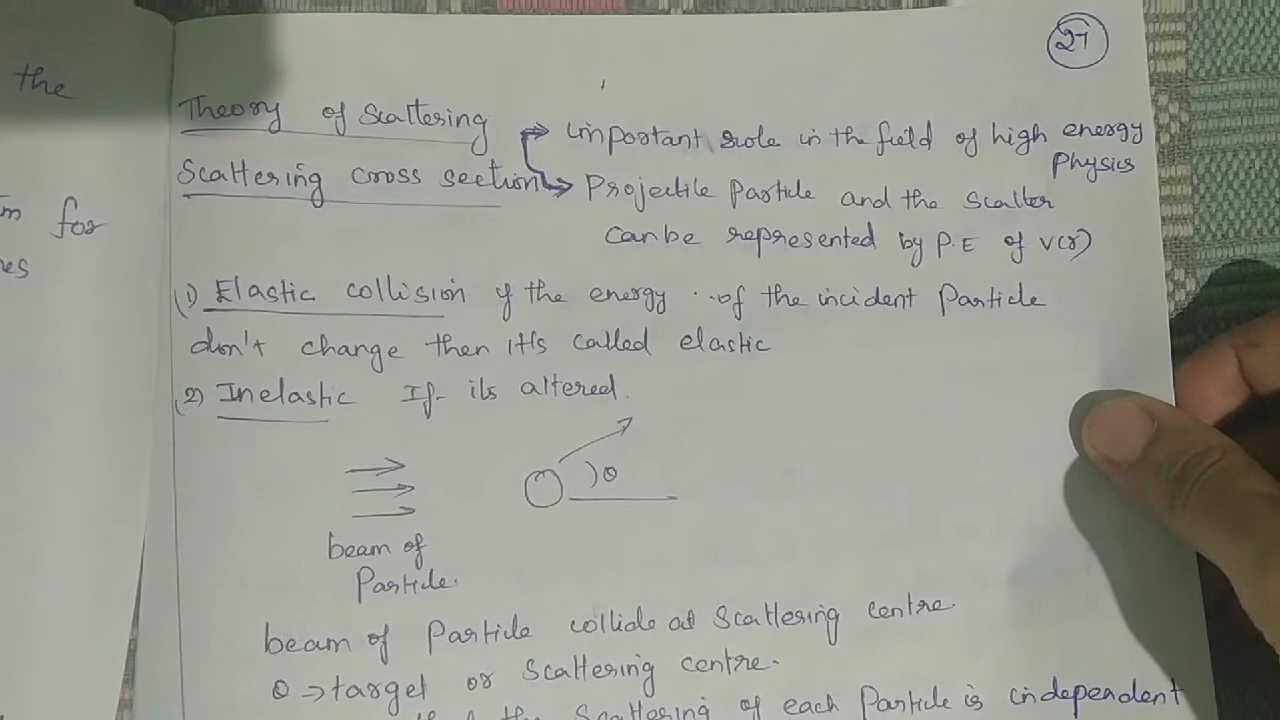 27
the
m for
es
Theory of Scattering
Scattering cross section
→ important role in the field of high energy
Physics
→ Projectile Particle and the Scatter
can be represented by P.E of V(r)
(1) Elastic collision if the energy of the incident Particle
don't change then it's called elastic
(2) Inelastic If its altered.
θ
beam of
Particle.
beam of Particle collide at Scattering centre.
⇒ target or Scattering centre.
the Scattering of each Particle is independent